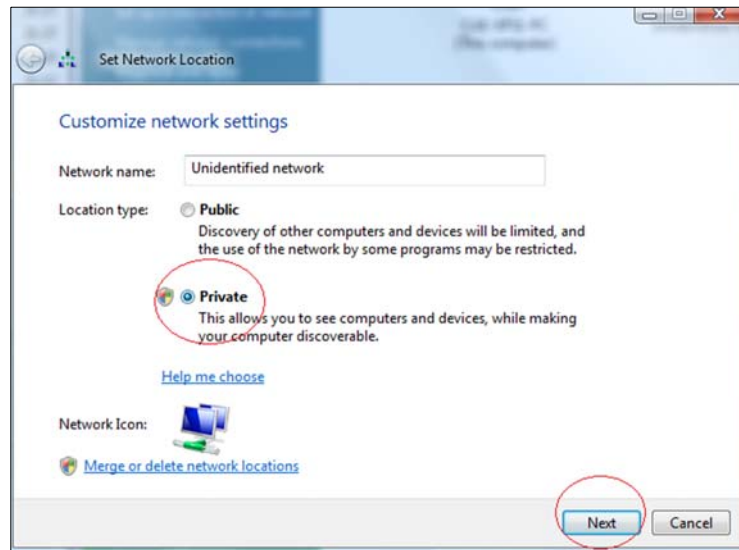 Set Network Location
Customize network settings
Network name: Unidentified network
Location type: Public
Discovery of other computers and devices will be limited, and
the use of the network by some programs may be restricted.
Private
This allows you to see computers and devices, while making
your computer discoverable.
Help me choose
Network Icon:
Merge or delete network locations
Next Cancel